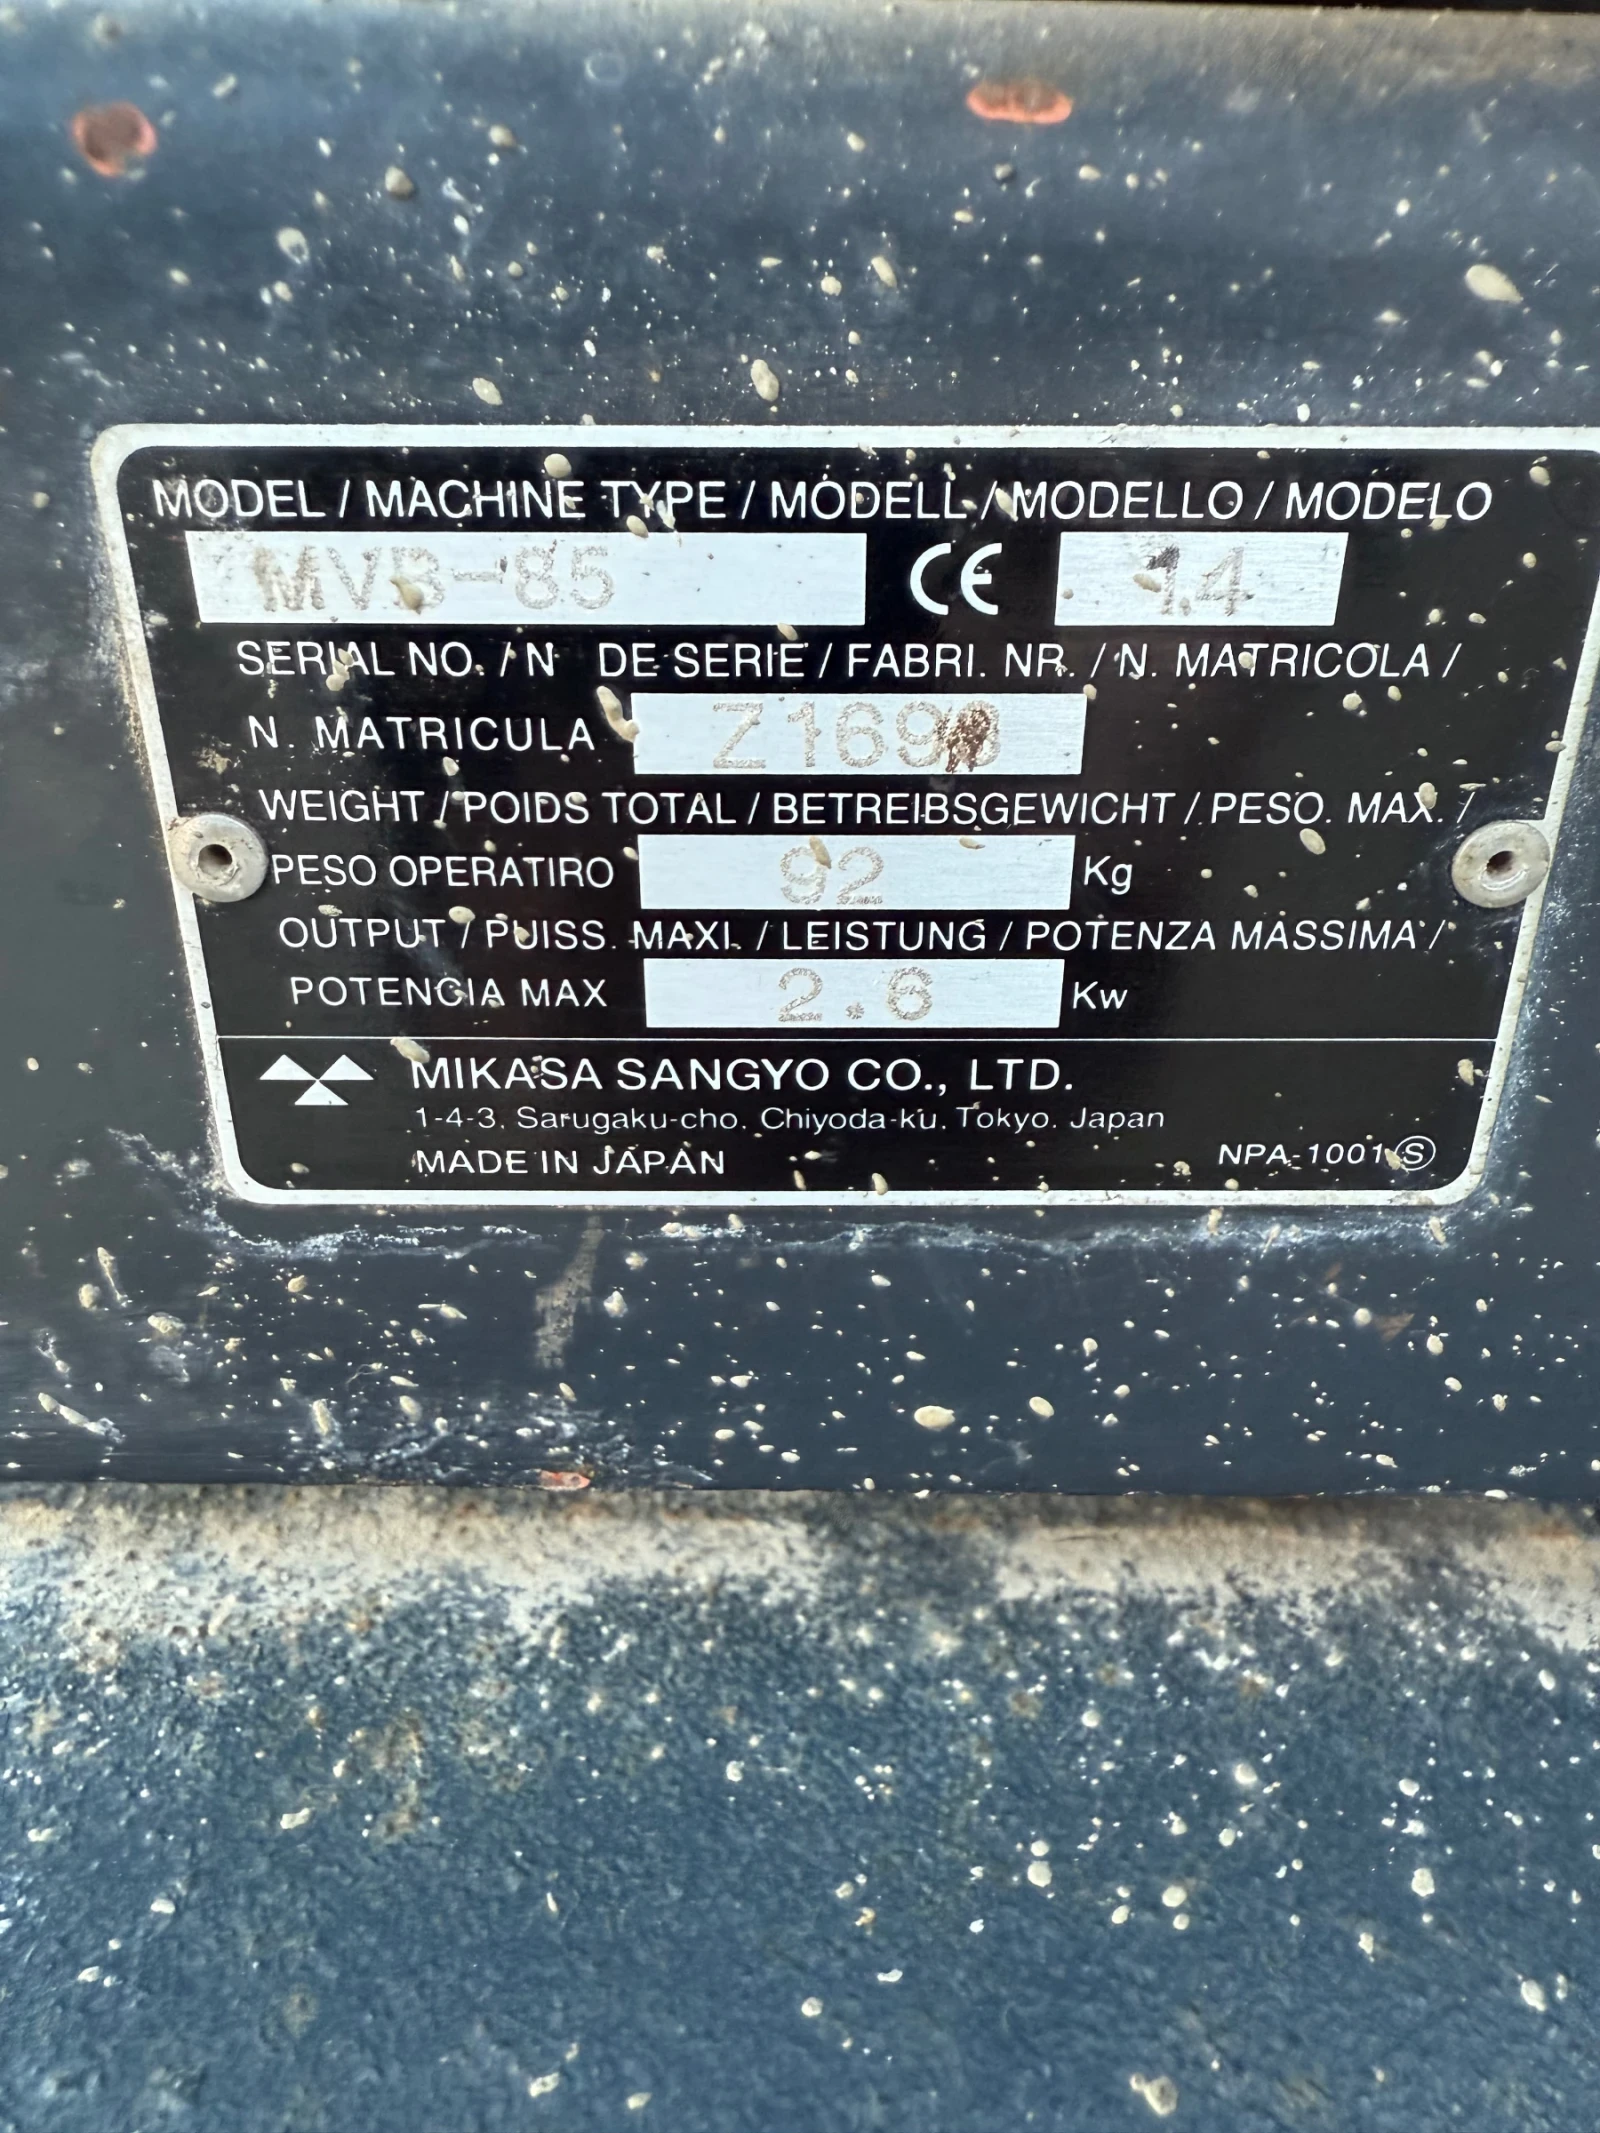 MODEL / MACHINE TYPE / MODELL / MODELLO / MODELO
MVB-85 CE 14
SERIAL NO. / N DE SERIE / FABRI. NR. / N. MATRICOLA /
N. MATRICULA
WEIGHT / POIDS TOTAL / BETREIBSGEWICHT / PESO. MAX. /
PESO OPERATIRO 92 Kg
OUTPUT / PUISS. MAXI. / LEISTUNG / POTENZA MASSIMA /
POTENCIA MAX 2.6 Kw
MIKASA SANGYO CO., LTD.
1-4-3, Sarugaku-cho, Chiyoda-ku, Tokyo, Japan
MADE IN JAPAN
NPA-1001 Ⓢ